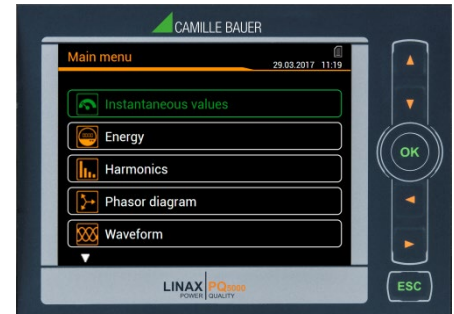 CAMILLE BAUER
Main menu
29.03.2017 11:19
Instantaneous values
Energy
Harmonics
Phasor diagram
Waveform
OK
ESC
LINAX PQ5000
POWER QUALITY